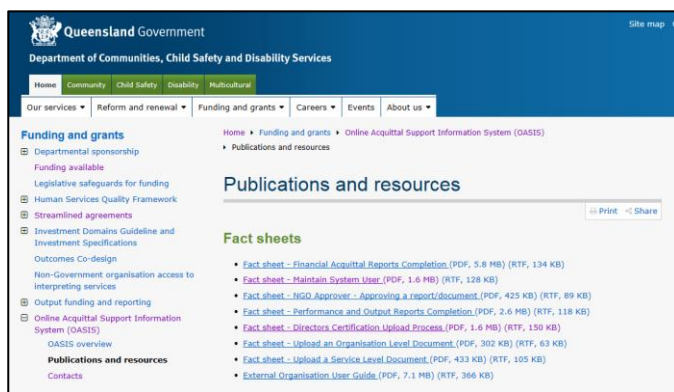 Queensland Government
Site map
Department of Communities, Child Safety and Disability Services
Home Community Child Safety Disability Multicultural
Our services Reform and renewal Funding and grants Careers Events About us
Funding and grants
Departmental sponsorship
Funding available
Legislative safeguards for funding
Human Services Quality Framework
Streamlined agreements
Investment Domains Guideline and
Investment Specifications
Outcomes Co-design
Non-Government organisation access to
interpreting services
Output funding and reporting
Online Acquittal Support Information
System (OASIS)
OASIS overview
Publications and resources
Contacts
Home Funding and grants Online Acquittal Support Information System (OASIS)
Publications and resources
Publications and resources
Print Share
Fact sheets
Fact sheet - Financial Acquittal Reports Completion (PDF, 5.8 MB) (RTF, 134 KB)
Fact sheet - Maintain System User (PDF, 1.6 MB) (RTF, 128 KB)
Fact sheet - NGO Approver - Approving a report/document (PDF, 425 KB) (RTF, 89 KB)
Fact sheet - Performance and Output Reports Completion (PDF, 2.6 MB) (RTF, 118 KB)
Fact sheet - Directors Certification Upload Process (PDF, 1.6 MB) (RTF, 150 KB)
Fact sheet - Upload an Organisation Level Document (PDF, 302 KB) (RTF, 63 KB)
Fact sheet - Upload a Service Level Document (PDF, 433 KB) (RTF, 105 KB)
External Organisation User Guide (PDF, 7.1 MB) (RTF, 366 KB)